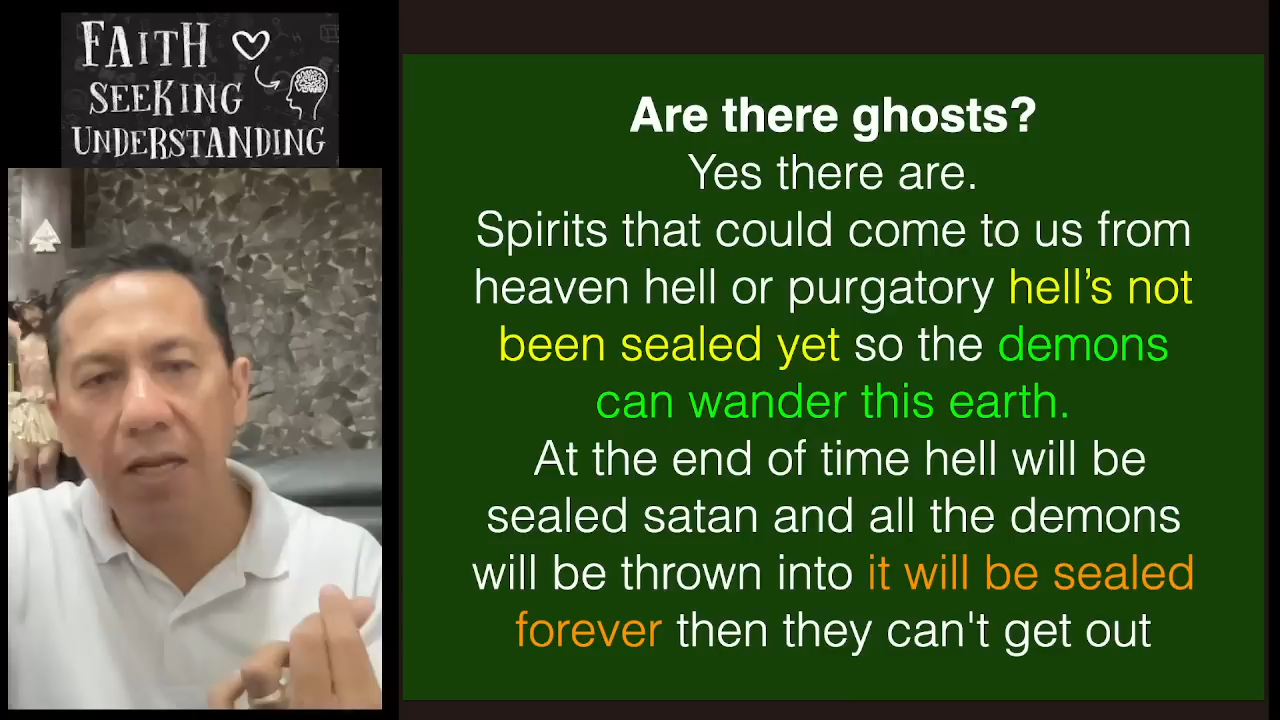 FAITH
SEEKING
UNDERSTANDING
Are there ghosts?
Yes there are.
Spirits that could come to us from
heaven hell or purgatory hell’s not
been sealed yet so the demons
can wander this earth.
At the end of time hell will be
sealed satan and all the demons
will be thrown into it will be sealed
forever then they can't get out